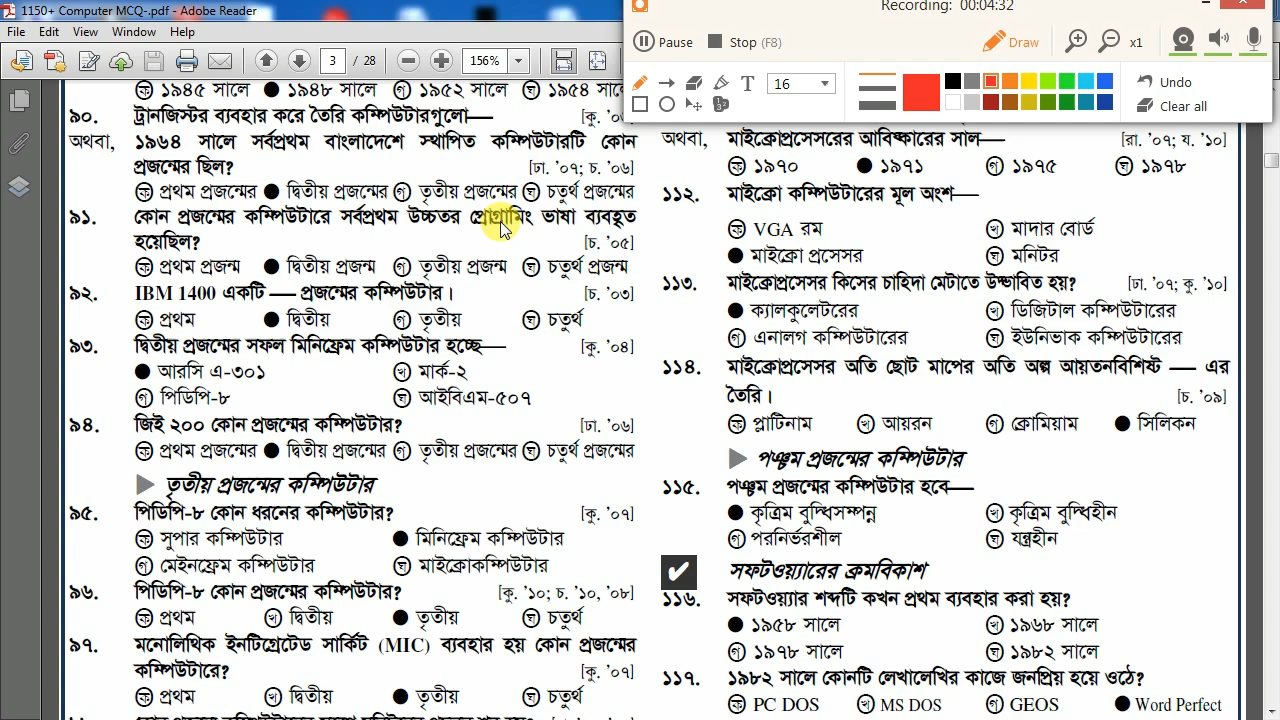 1150+ Computer MCQ-.pdf - Adobe Reader
File Edit View Window Help
3 / 28 156%
Recording: 00:04:32
Pause Stop (F8) Draw x1
T 16 Undo
Clear all
ক ১৯৪৫ সালে ● ১৯৪৮ সালে গ ১৯৫২ সালে ঘ ১৯৫৪ সালে
৯০. ট্রানজিস্টর ব্যবহার করে তৈরি কম্পিউটারগুলো— [কু. '০
অথবা, ১৯৬৪ সালে সর্বপ্রথম বাংলাদেশে স্থাপিত কম্পিউটারটি কোন
প্রজন্মের ছিল? [ঢা. '০৭; চ. '০৬]
ক প্রথম প্রজন্মের ● দ্বিতীয় প্রজন্মের গ তৃতীয় প্রজন্মের ঘ চতুর্থ প্রজন্মের
৯১. কোন প্রজন্মের কম্পিউটারে সর্বপ্রথম উচ্চতর প্রোগ্রামিং ভাষা ব্যবহৃত
হয়েছিল? [চ. '০৫]
ক প্রথম প্রজন্ম ● দ্বিতীয় প্রজন্ম গ তৃতীয় প্রজন্ম ঘ চতুর্থ প্রজন্ম
৯২. IBM 1400 একটি — প্রজন্মের কম্পিউটার। [চ. '০৩]
ক প্রথম ● দ্বিতীয় গ তৃতীয় ঘ চতুর্থ
৯৩. দ্বিতীয় প্রজন্মের সফল মিনিফ্রেম কম্পিউটার হচ্ছে— [কু. '০৪]
● আরসি এ-৩০১ খ মার্ক-২
গ পিডিপি-৮ ঘ আইবিএম-৫০৭
৯৪. জিই ২০০ কোন প্রজন্মের কম্পিউটার? [ঢা. '০৬]
ক প্রথম প্রজন্মের ● দ্বিতীয় প্রজন্মের গ তৃতীয় প্রজন্মের ঘ চতুর্থ প্রজন্মের
▶ তৃতীয় প্রজন্মের কম্পিউটার
৯৫. পিডিপি-৮ কোন ধরনের কম্পিউটার? [কু. '০৭]
ক সুপার কম্পিউটার ● মিনিফ্রেম কম্পিউটার
গ মেইনফ্রেম কম্পিউটার ঘ মাইক্রোকম্পিউটার
৯৬. পিডিপি-৮ কোন প্রজন্মের কম্পিউটার? [কু. '১০; চ. '১০, '০৮]
ক প্রথম খ দ্বিতীয় ● তৃতীয় ঘ চতুর্থ
৯৭. মনোলিথিক ইনটিগ্রেটেড সার্কিট (MIC) ব্যবহার হয় কোন প্রজন্মের
কম্পিউটারে? [কু. '০৭]
ক প্রথম খ দ্বিতীয় ● তৃতীয় ঘ চতুর্থ
অথবা, মাইক্রোপ্রসেসরের আবিষ্কারের সাল— [রা. '০৭; য. '১০]
ক ১৯৭০ ● ১৯৭১ গ ১৯৭৫ ঘ ১৯৭৮
১১২. মাইক্রো কম্পিউটারের মূল অংশ—
ক VGA রম খ মাদার বোর্ড
● মাইক্রো প্রসেসর ঘ মনিটর
১১৩. মাইক্রোপ্রসেসর কিসের চাহিদা মেটাতে উদ্ভাবিত হয়? [ঢা. '০৭; কু. '১০]
● ক্যালকুলেটরের খ ডিজিটাল কম্পিউটারের
গ এনালগ কম্পিউটারের ঘ ইউনিভাক কম্পিউটারের
১১৪. মাইক্রোপ্রসেসর অতি ছোট মাপের অতি অল্প আয়তনবিশিষ্ট — এর
তৈরি। [চ. '০৯]
ক প্লাটিনাম খ আয়রন গ ক্রোমিয়াম ● সিলিকন
▶ পঞ্চম প্রজন্মের কম্পিউটার
১১৫. পঞ্চম প্রজন্মের কম্পিউটার হবে—
● কৃত্রিম বুদ্ধিসম্পন্ন খ কৃত্রিম বুদ্ধিহীন
গ পরনির্ভরশীল ঘ যন্ত্রহীন
✔ সফটওয়্যারের ক্রমবিকাশ
১১৬. সফটওয়্যার শব্দটি কখন প্রথম ব্যবহার করা হয়?
● ১৯৫৮ সালে খ ১৯৬৮ সালে
গ ১৯৭৮ সালে ঘ ১৯৮২ সালে
১১৭. ১৯৮২ সালে কোনটি লেখালেখির কাজে জনপ্রিয় হয়ে ওঠে?
ক PC DOS খ MS DOS গ GEOS ● Word Perfect